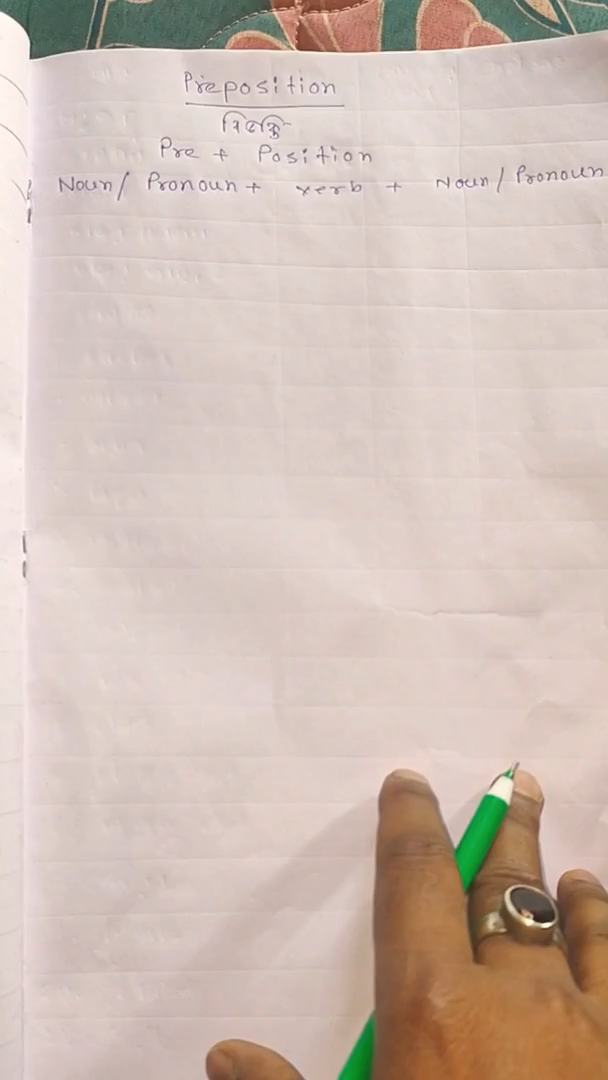 Preposition
বিভক্তি
Pre + Position
Noun / Pronoun + verb + Noun / Pronoun